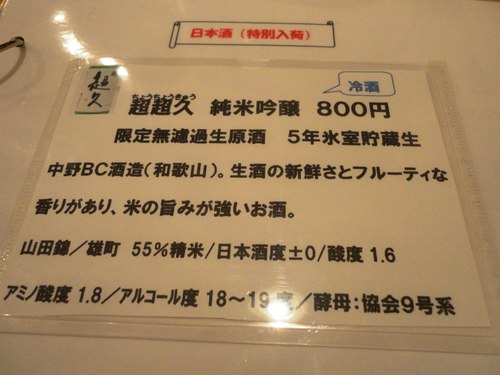 日本酒（特別入荷）
冷酒
超久
ちょうちょうきゅう
超超久 純米吟醸 800円
限定無濾過生原酒 5年氷室貯蔵生
中野BC酒造（和歌山）。生酒の新鮮さとフルーティな
香りがあり、米の旨みが強いお酒。
山田錦／雄町 55％精米/日本酒度±0/酸度 1.6
アミノ酸度 1.8／アルコール度 18〜19 度／酵母：協会9号系